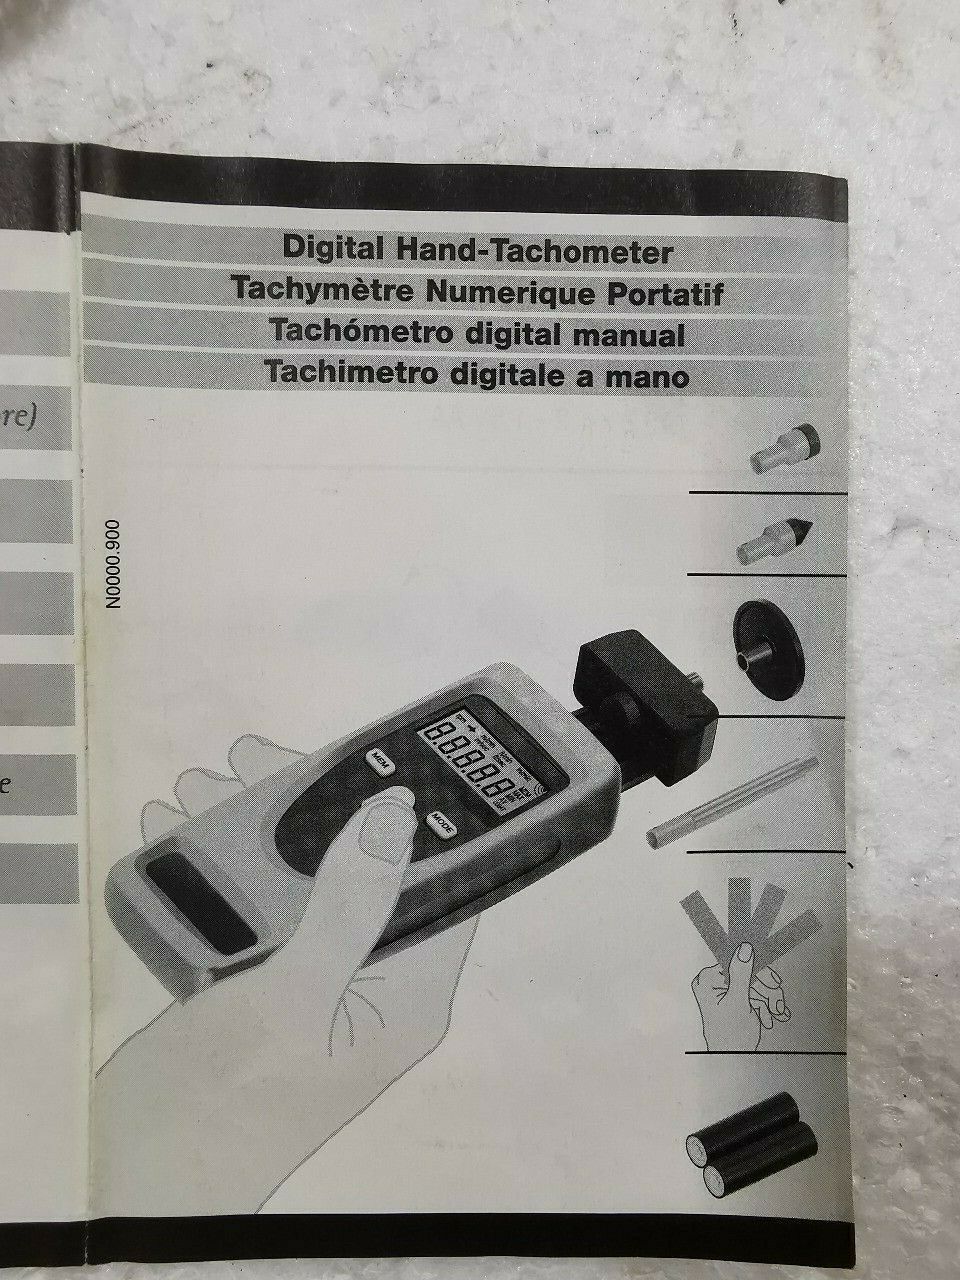 Digital Hand-Tachometer
Tachymètre Numerique Portatif
Tachómetro digital manual
Tachimetro digitale a mano
re)
N0000.900
MEM
MODE
e